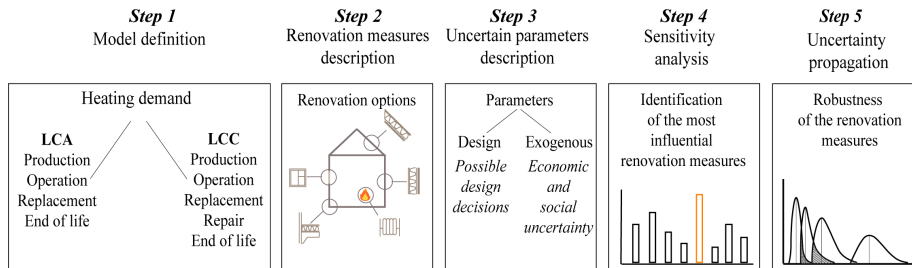 Step 1
Model definition
Heating demand
LCA
Production
Operation
Replacement
End of life
LCC
Production
Operation
Replacement
Repair
End of life
Step 2
Renovation measures
description
Renovation options
Step 3
Uncertain parameters
description
Parameters
Design
Possible
design
decisions
Exogenous
Economic
and
social
uncertainty
Step 4
Sensitivity
analysis
Identification
of the most
influential
renovation measures
Step 5
Uncertainty
propagation
Robustness
of the renovation
measures